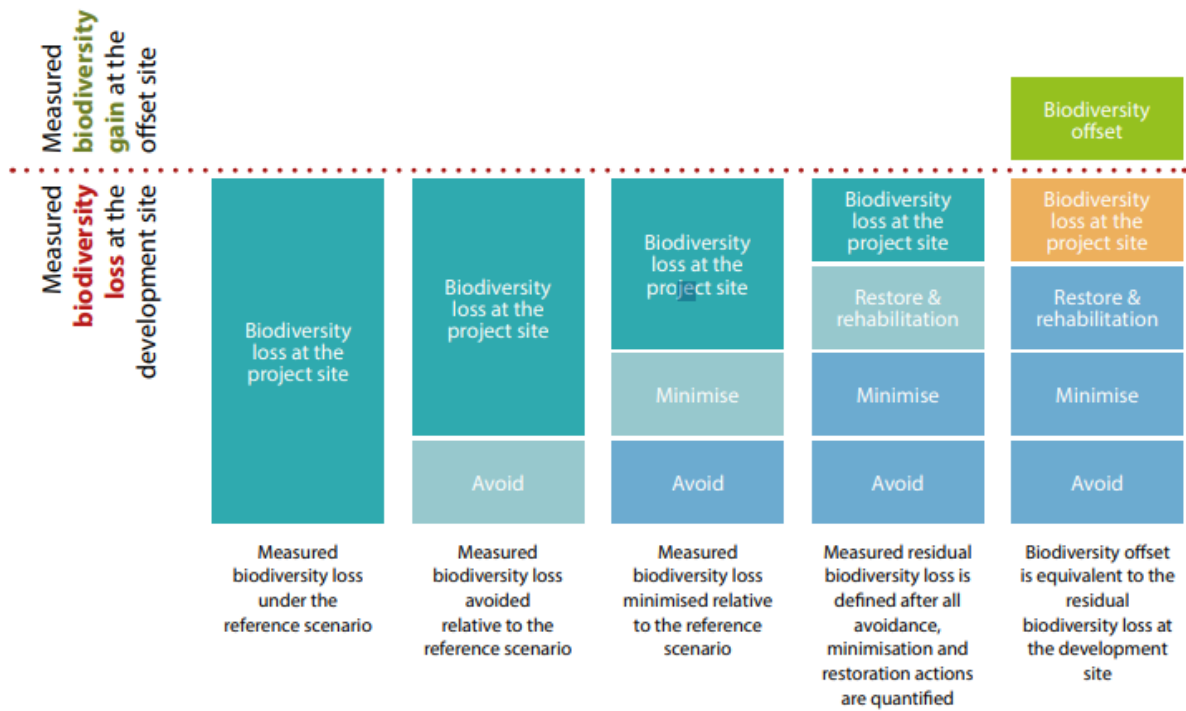 Measured
biodiversity
gain at the
offset site
Measured
biodiversity
loss at the
development site
Biodiversity
loss at the
project site
Measured
biodiversity loss
under the
reference scenario
Biodiversity
loss at the
project site
Avoid
Measured
biodiversity loss
avoided
relative to the
reference scenario
Biodiversity
loss at the
project site
Minimise
Avoid
Measured
biodiversity loss
minimised relative
to the reference
scenario
Biodiversity
loss at the
project site
Restore &
rehabilitation
Minimise
Avoid
Measured residual
biodiversity loss is
defined after all
avoidance,
minimisation and
restoration actions
are quantified
Biodiversity
offset
Biodiversity
loss at the
project site
Restore &
rehabilitation
Minimise
Avoid
Biodiversity offset
is equivalent to the
residual
biodiversity loss at
the development
site